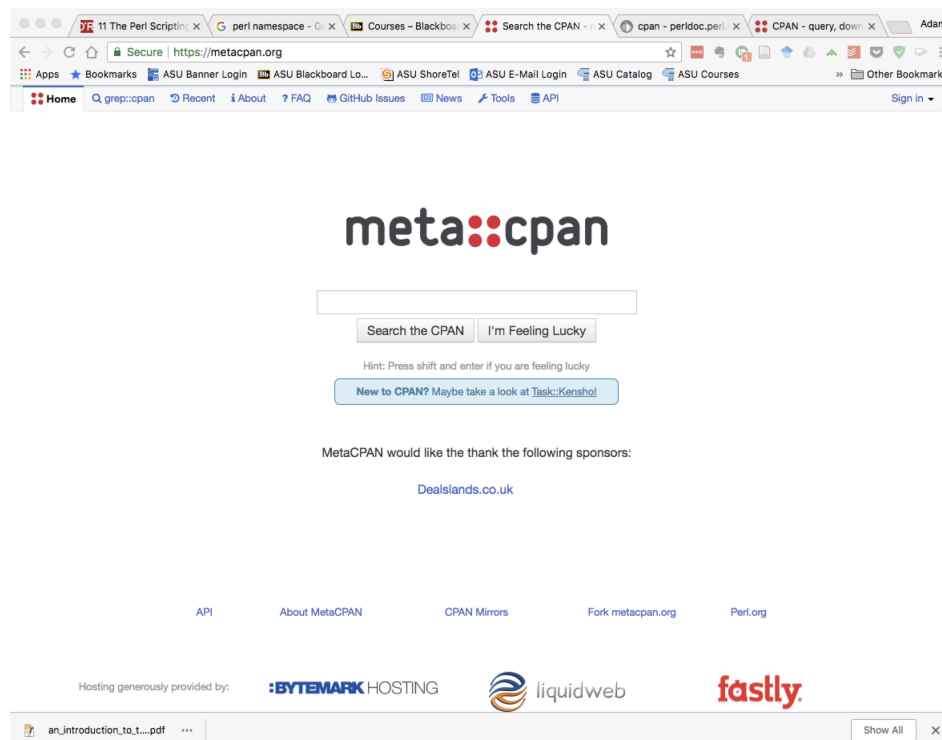 11 The Perl Scripting
perl namespace - G
Courses – Blackboar
Search the CPAN - m
cpan - perldoc.perl.
CPAN - query, down
Adam
Secure | https://metacpan.org
Apps Bookmarks ASU Banner Login ASU Blackboard Lo... ASU ShoreTel ASU E-Mail Login ASU Catalog ASU Courses » Other Bookmark
Home grep::cpan Recent About ? FAQ GitHub Issues News Tools API Sign in
meta::cpan
Search the CPAN I'm Feeling Lucky
Hint: Press shift and enter if you are feeling lucky
New to CPAN? Maybe take a look at Task::Kensho!
MetaCPAN would like the thank the following sponsors:
Dealslands.co.uk
API About MetaCPAN CPAN Mirrors Fork metacpan.org Perl.org
Hosting generously provided by: :BYTEMARK HOSTING liquidweb fastly.
an_introduction_to_t....pdf ... Show All